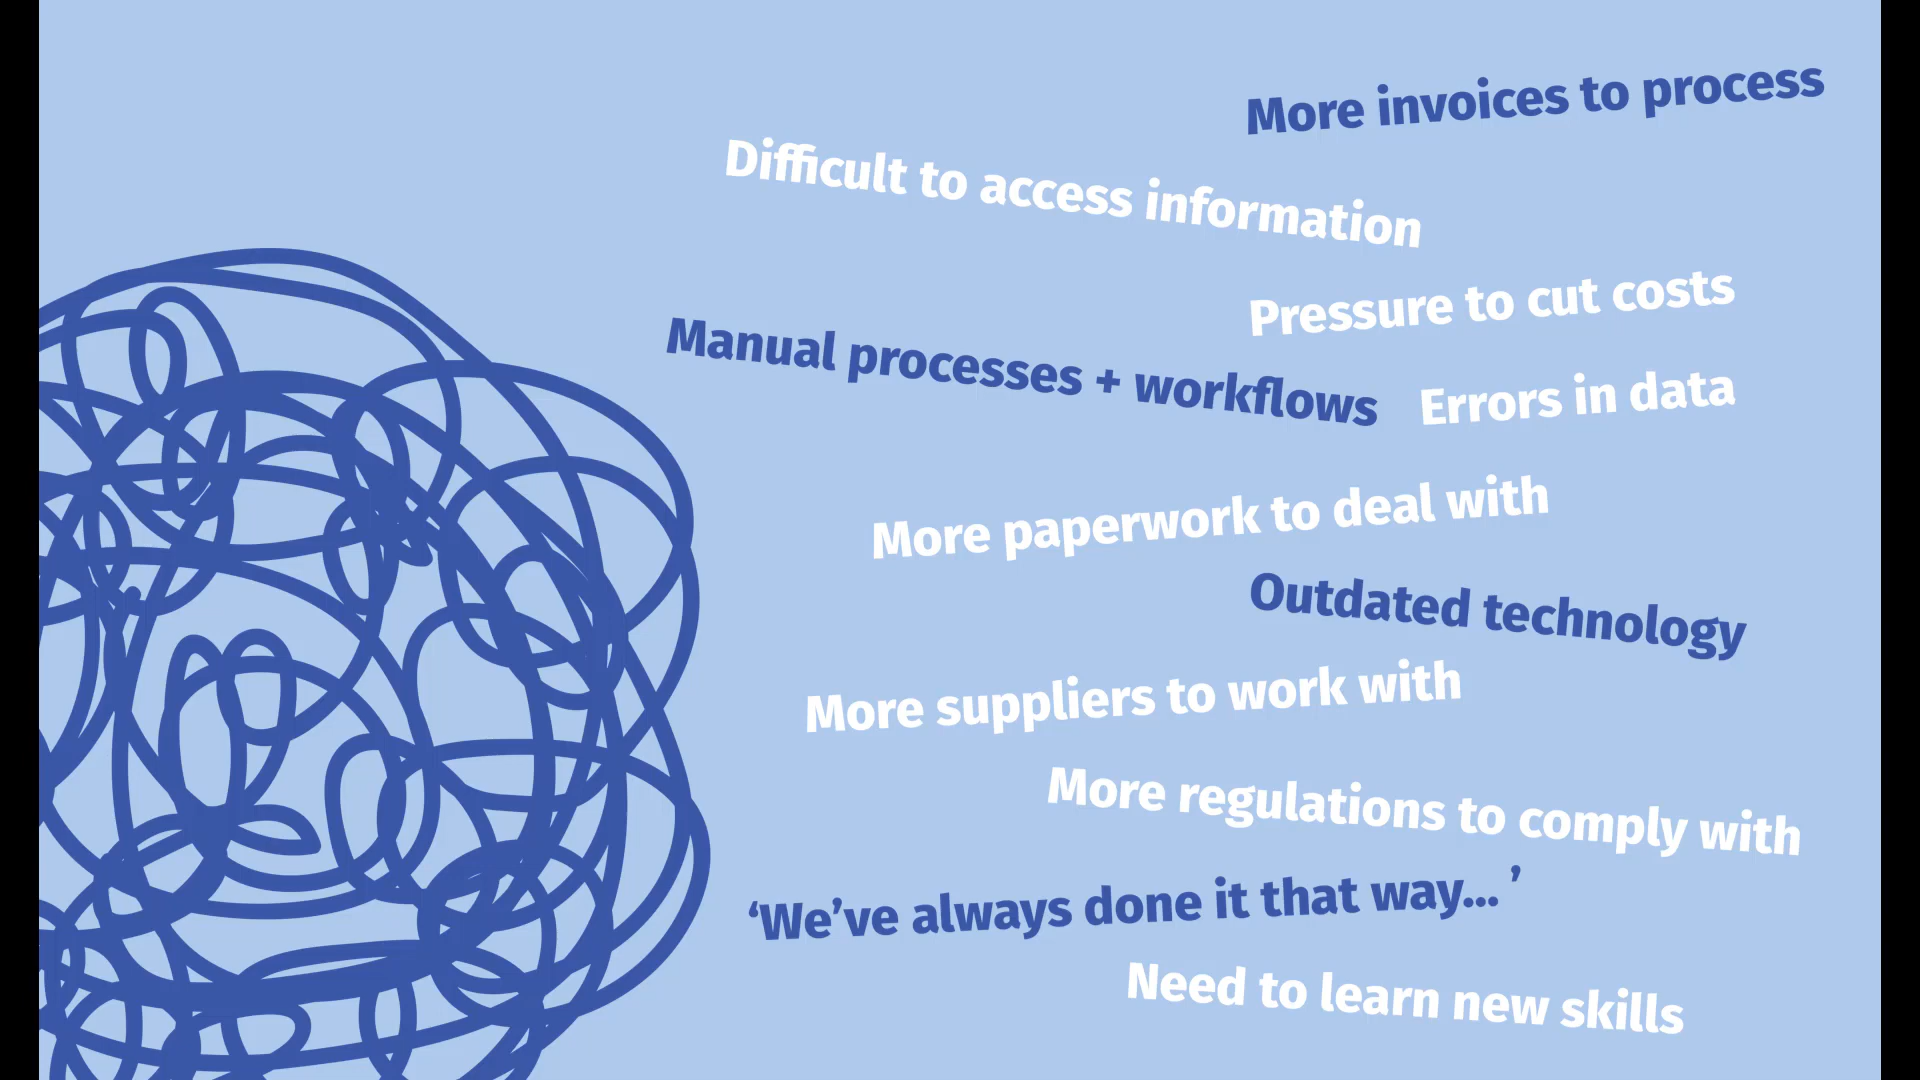 More invoices to process
Difficult to access information
Pressure to cut costs
Manual processes + workflows
Errors in data
More paperwork to deal with
Outdated technology
More suppliers to work with
More regulations to comply with
‘We’ve always done it that way... ’
Need to learn new skills